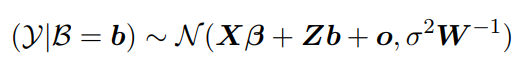 (𝒴|ℬ = 𝒃) ∼ 𝒩(𝑿𝜷 + 𝒁𝒃 + 𝒐, σ²𝑾⁻¹)